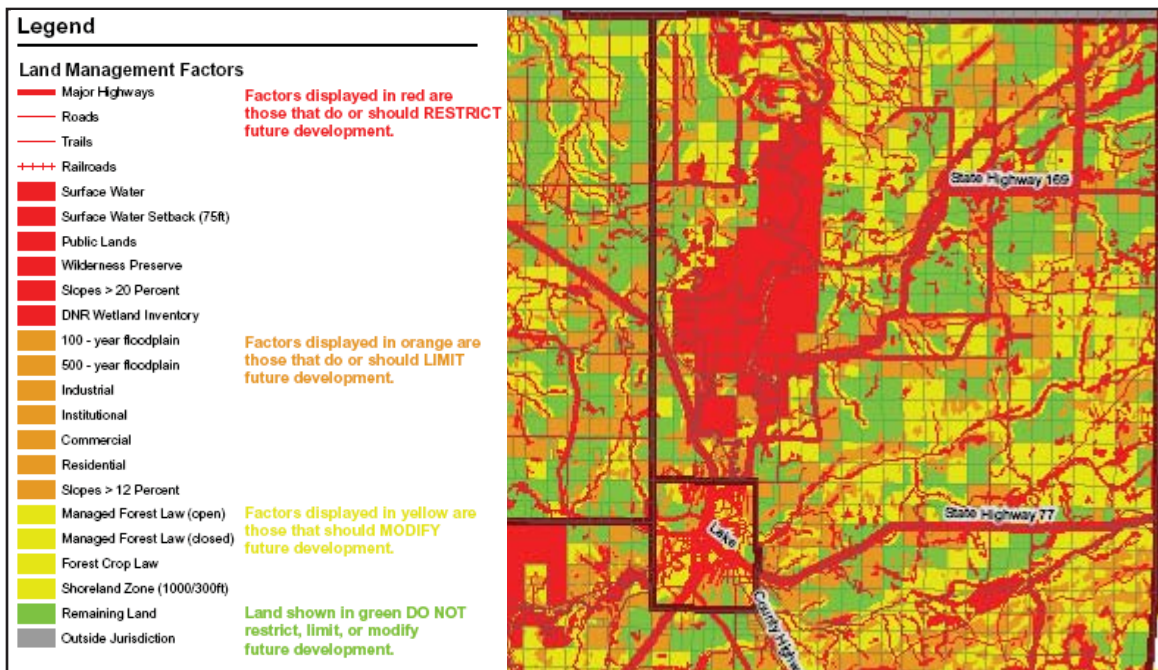 Legend
Land Management Factors
Major Highways
Roads
Trails
Railroads
Surface Water
Surface Water Setback (75ft)
Public Lands
Wilderness Preserve
Slopes > 20 Percent
DNR Wetland Inventory
100 - year floodplain
500 - year floodplain
Industrial
Institutional
Commercial
Residential
Slopes > 12 Percent
Managed Forest Law (open)
Managed Forest Law (closed)
Forest Crop Law
Shoreland Zone (1000/300ft)
Remaining Land
Outside Jurisdiction
Factors displayed in red are
those that do or should RESTRICT
future development.
Factors displayed in orange are
those that do or should LIMIT
future development.
Factors displayed in yellow are
those that should MODIFY
future development.
Land shown in green DO NOT
restrict, limit, or modify
future development.
State Highway 169
State Highway 77
Lake
County Highw